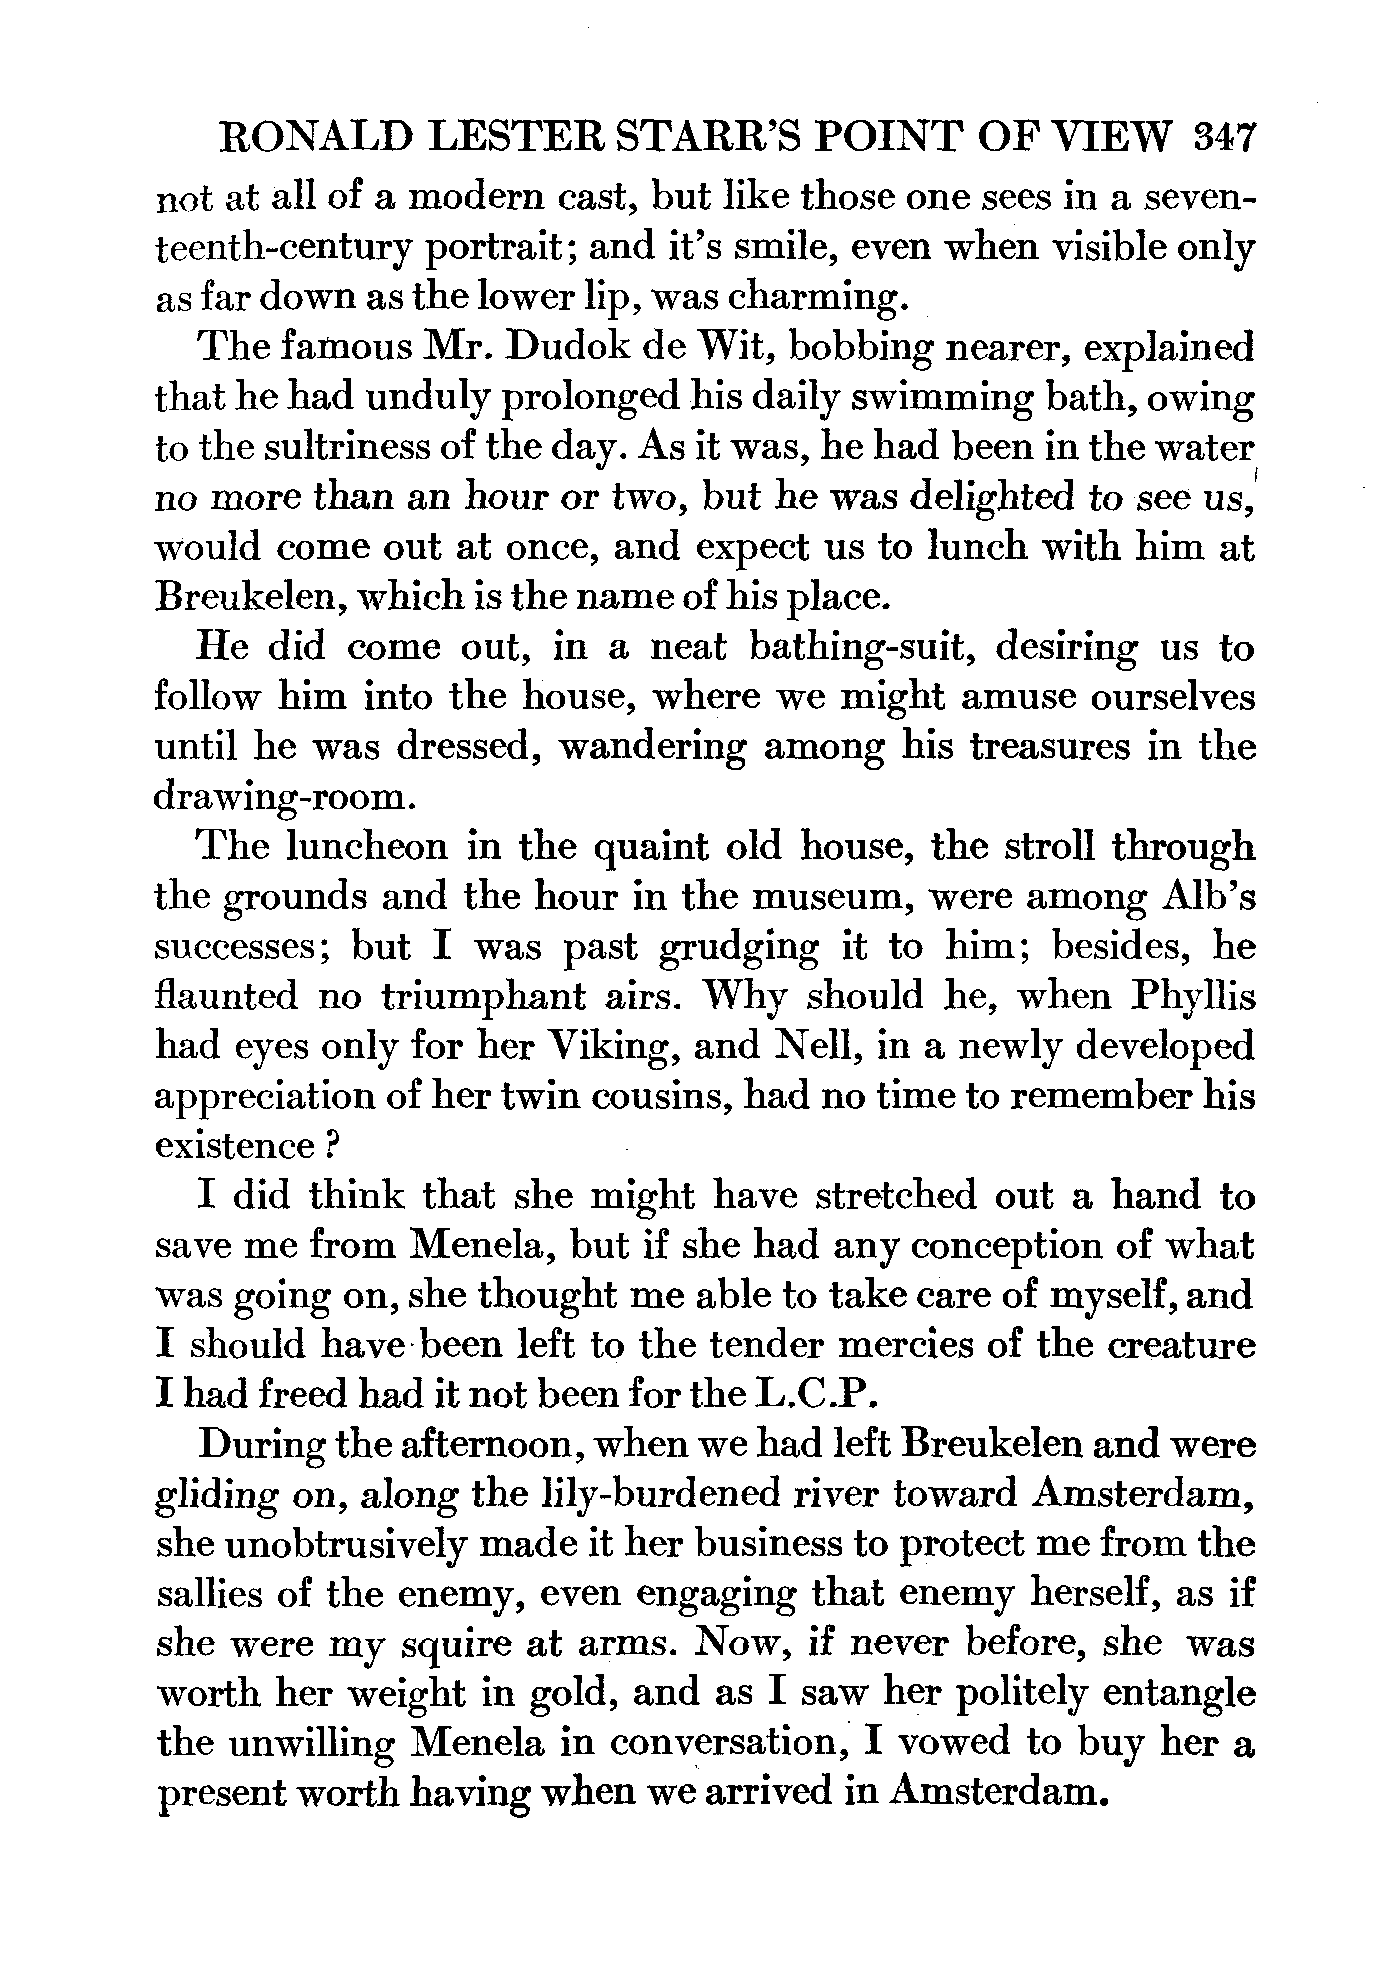 RONALD LESTER STARR'S POINT OF VIEW 347
not at all of a modern cast, but like those one sees in a seven-
teenth-century portrait; and it's smile, even when visible only
as far down as the lower lip, was charming.
The famous Mr. Dudok de Wit, bobbing nearer, explained
that he had unduly prolonged his daily swimming bath, owing
to the sultriness of the day. As it was, he had been in the water
no more than an hour or two, but he was delighted to see us,
would come out at once, and expect us to lunch with him at
Breukelen, which is the name of his place.
He did come out, in a neat bathing-suit, desiring us to
follow him into the house, where we might amuse ourselves
until he was dressed, wandering among his treasures in the
drawing-room.
The luncheon in the quaint old house, the stroll through
the grounds and the hour in the museum, were among Alb's
successes; but I was past grudging it to him; besides, he
flaunted no triumphant airs. Why should he, when Phyllis
had eyes only for her Viking, and Nell, in a newly developed
appreciation of her twin cousins, had no time to remember his
existence?
I did think that she might have stretched out a hand to
save me from Menela, but if she had any conception of what
was going on, she thought me able to take care of myself, and
I should have been left to the tender mercies of the creature
I had freed had it not been for the L.C.P.
During the afternoon, when we had left Breukelen and were
gliding on, along the lily-burdened river toward Amsterdam,
she unobtrusively made it her business to protect me from the
sallies of the enemy, even engaging that enemy herself, as if
she were my squire at arms. Now, if never before, she was
worth her weight in gold, and as I saw her politely entangle
the unwilling Menela in conversation, I vowed to buy her a
present worth having when we arrived in Amsterdam.